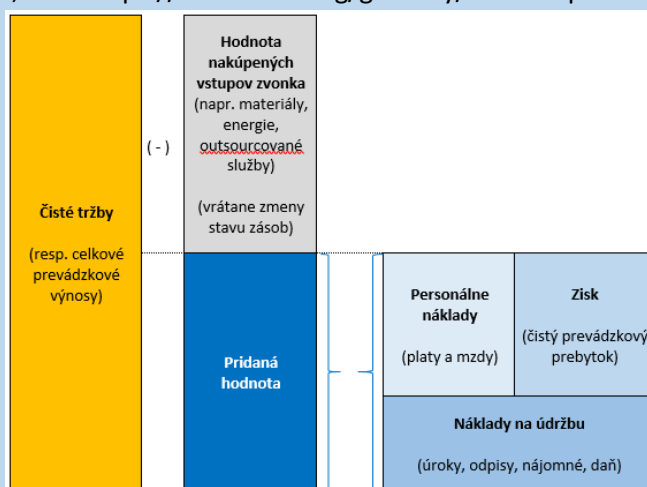 Čisté tržby
(resp. celkové
prevádzkové
výnosy)
( - )
Hodnota
nakúpených
vstupov zvonka
(napr. materiály,
energie,
outsourcované
služby)
(vrátane zmeny
stavu zásob)
Pridaná
hodnota
Personálne
náklady
(platy a mzdy)
Zisk
(čistý prevádzkový
prebytok)
Náklady na údržbu
(úroky, odpisy, nájomné, daň)